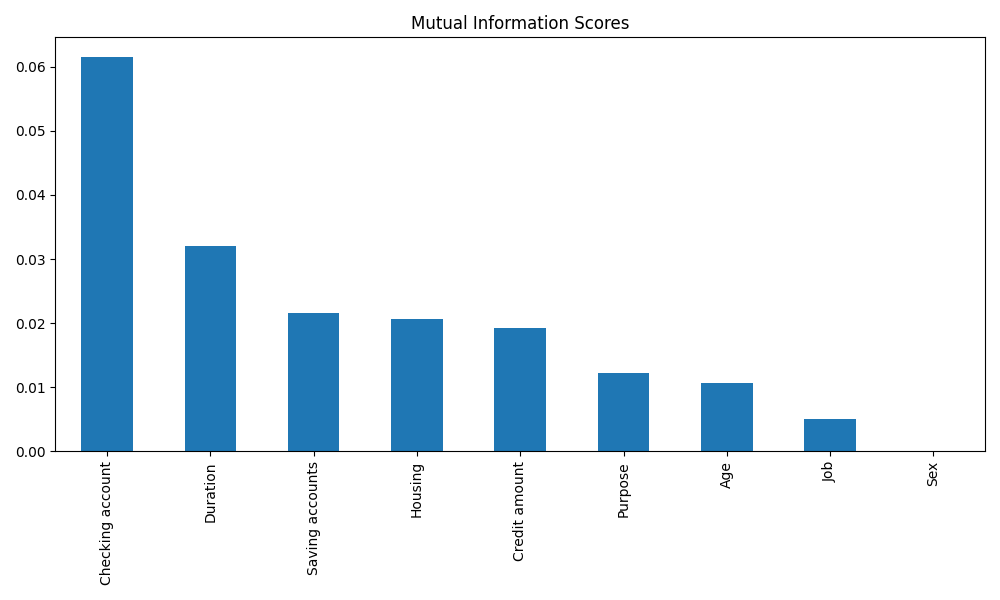 Mutual Information Scores
0.06
0.05
0.04
0.03
0.02
0.01
0.00
Checking account
Duration
Saving accounts
Housing
Credit amount
Purpose
Age
Job
Sex